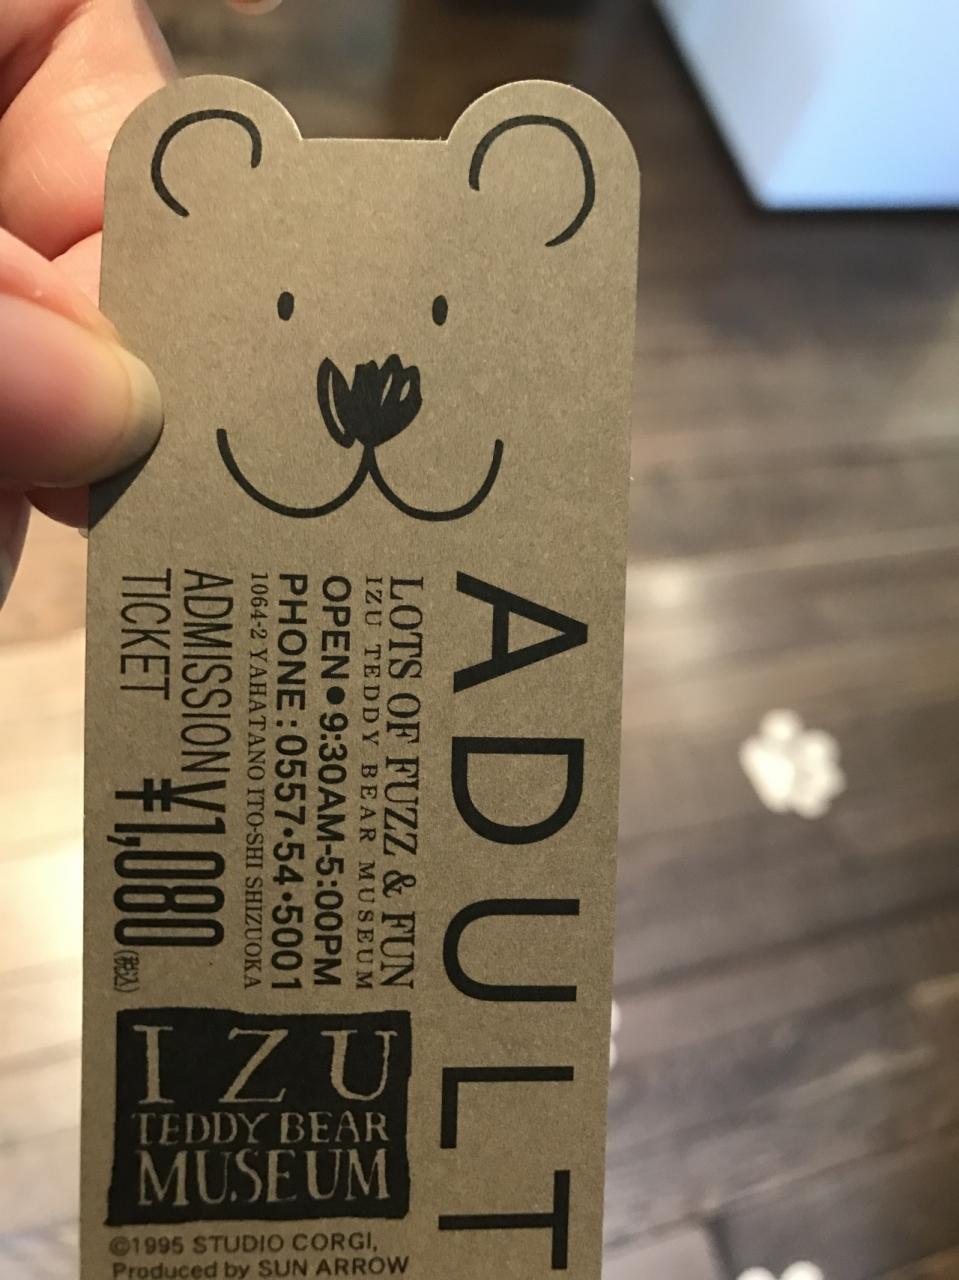 ADULT
LOTS OF FUZZ & FUN
IZU TEDDY BEAR MUSEUM
OPEN●9:30AM-5:00PM
PHONE:0557•54•5001
1064-2 YAHATANO ITO-SHI SHIZUOKA
ADMISSION
TICKET
¥1,080(税込)
IZU
TEDDY BEAR
MUSEUM
©1995 STUDIO CORGI,
Produced by SUN ARROW